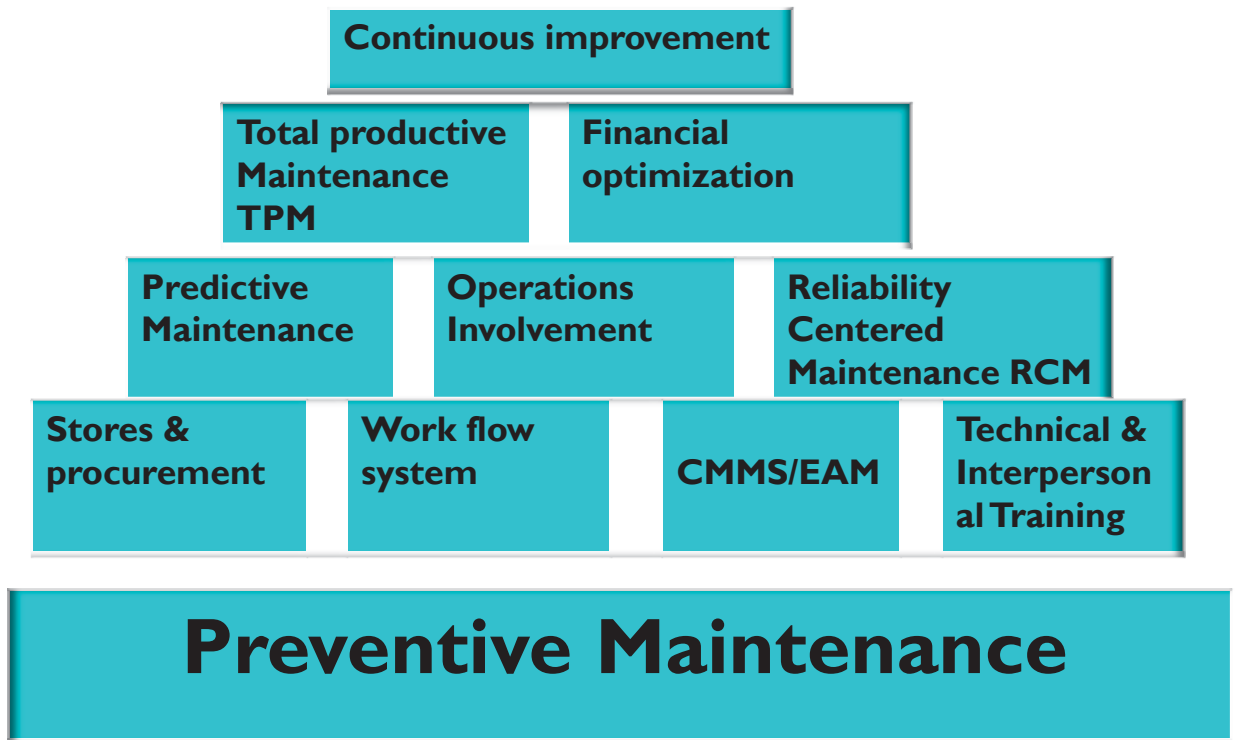 Continuous improvement
Total productive
Maintenance
TPM
Financial
optimization
Predictive
Maintenance
Operations
Involvement
Reliability
Centered
Maintenance RCM
Stores &
procurement
Work flow
system
CMMS/EAM
Technical &
Interperson
al Training
Preventive Maintenance